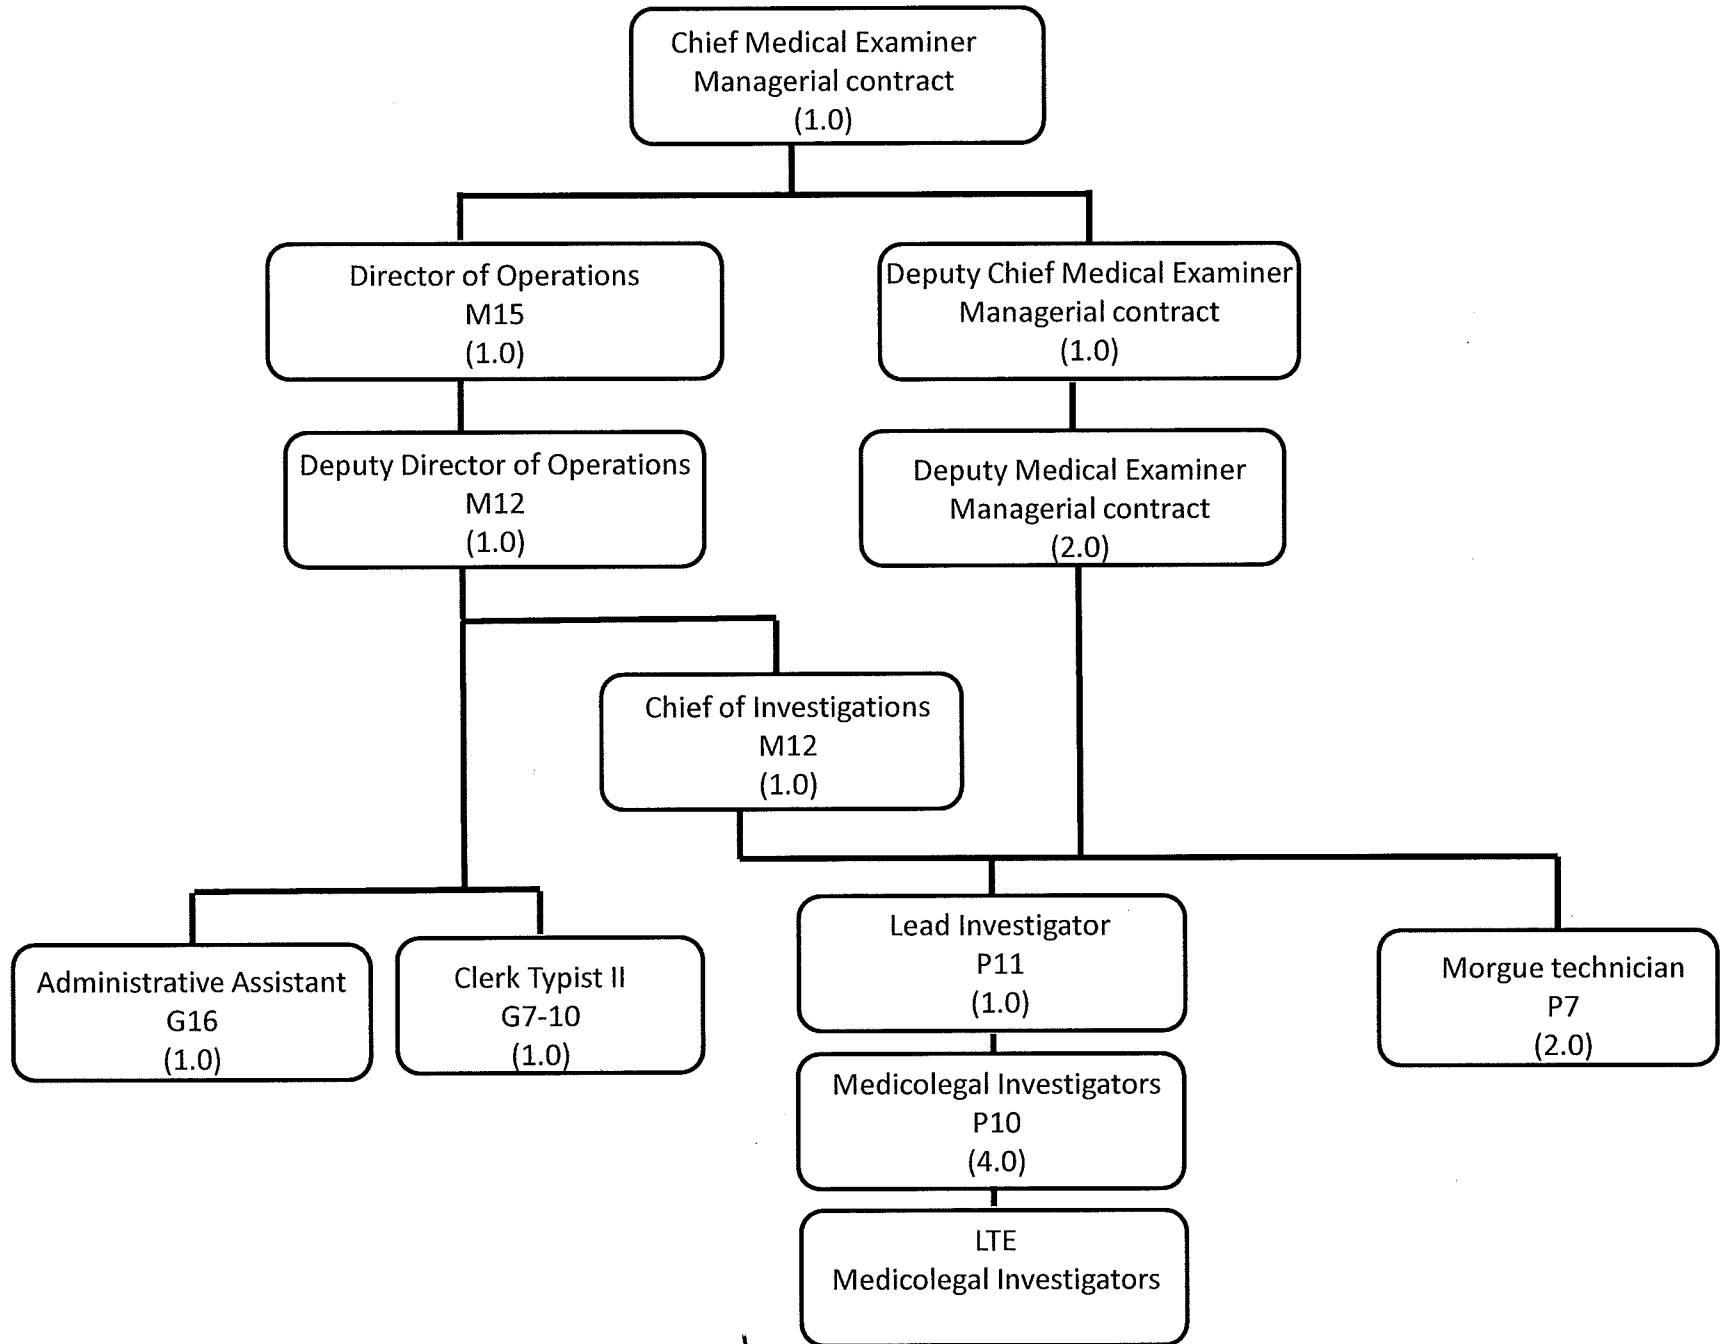 Chief Medical Examiner
Managerial contract
(1.0)
Director of Operations
M15
(1.0)
Deputy Chief Medical Examiner
Managerial contract
(1.0)
Deputy Director of Operations
M12
(1.0)
Deputy Medical Examiner
Managerial contract
(2.0)
Chief of Investigations
M12
(1.0)
Administrative Assistant
G16
(1.0)
Clerk Typist II
G7-10
(1.0)
Lead Investigator
P11
(1.0)
Morgue technician
P7
(2.0)
Medicolegal Investigators
P10
(4.0)
LTE
Medicolegal Investigators